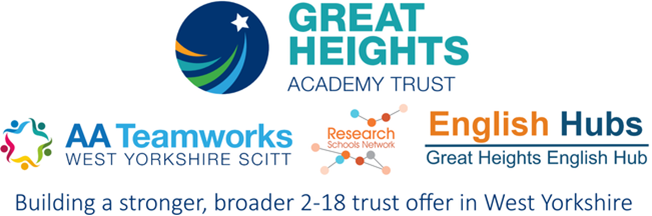 GREAT
HEIGHTS
ACADEMY TRUST
AA Teamworks
WEST YORKSHIRE SCITT
Research
Schools Network
English Hubs
Great Heights English Hub
Building a stronger, broader 2-18 trust offer in West Yorkshire